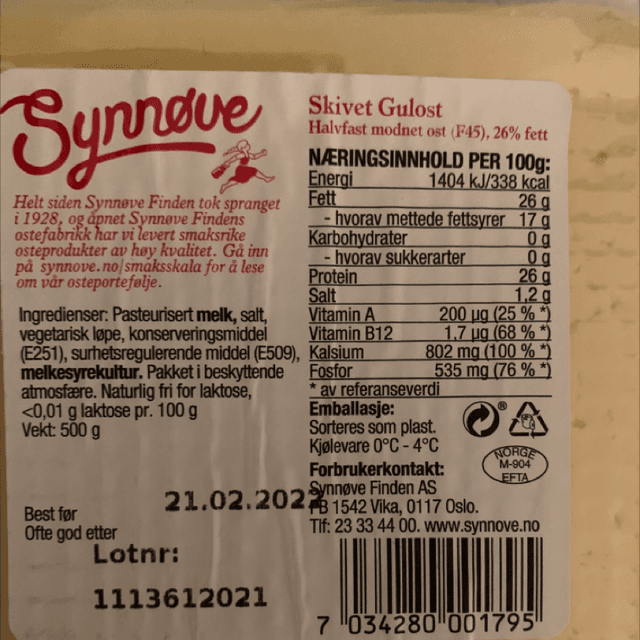 Synnøve
Helt siden Synnøve Finden tok spranget
i 1928, og åpnet Synnøve Findens
ostefabrikk har vi levert smaksrike
osteprodukter av høy kvalitet. Gå inn
på synnove.no/smaksskala for å lese
om vår osteportefølje.
Ingredienser: Pasteurisert melk, salt,
vegetarisk løpe, konserveringsmiddel
(E251), surhetsregulerende middel (E509),
melkesyrekultur. Pakket i beskyttende
atmosfære. Naturlig fri for laktose,
<0,01 g laktose pr. 100 g
Vekt: 500 g
Best før 21.02.2022
Ofte god etter
Lotnr:
1113612021
Skivet Gulost
Halvfast modnet ost (F45), 26% fett
NÆRINGSINNHOLD PER 100g:
Energi 1404 kJ/338 kcal
Fett 26 g
- hvorav mettede fettsyrer 17 g
Karbohydrater 0 g
- hvorav sukkerarter 0 g
Protein 26 g
Salt 1,2 g
Vitamin A 200 µg (25 % *)
Vitamin B12 1,7 µg (68 % *)
Kalsium 802 mg (100 % *)
Fosfor 535 mg (76 % *)
* av referanseverdi
Emballasje:
Sorteres som plast.
Kjølevare 0°C - 4°C
®
NORGE
M-904
EFTA
Forbrukerkontakt:
Synnøve Finden AS
PB 1542 Vika, 0117 Oslo.
Tlf: 23 33 44 00. www.synnove.no
7 034280 001795